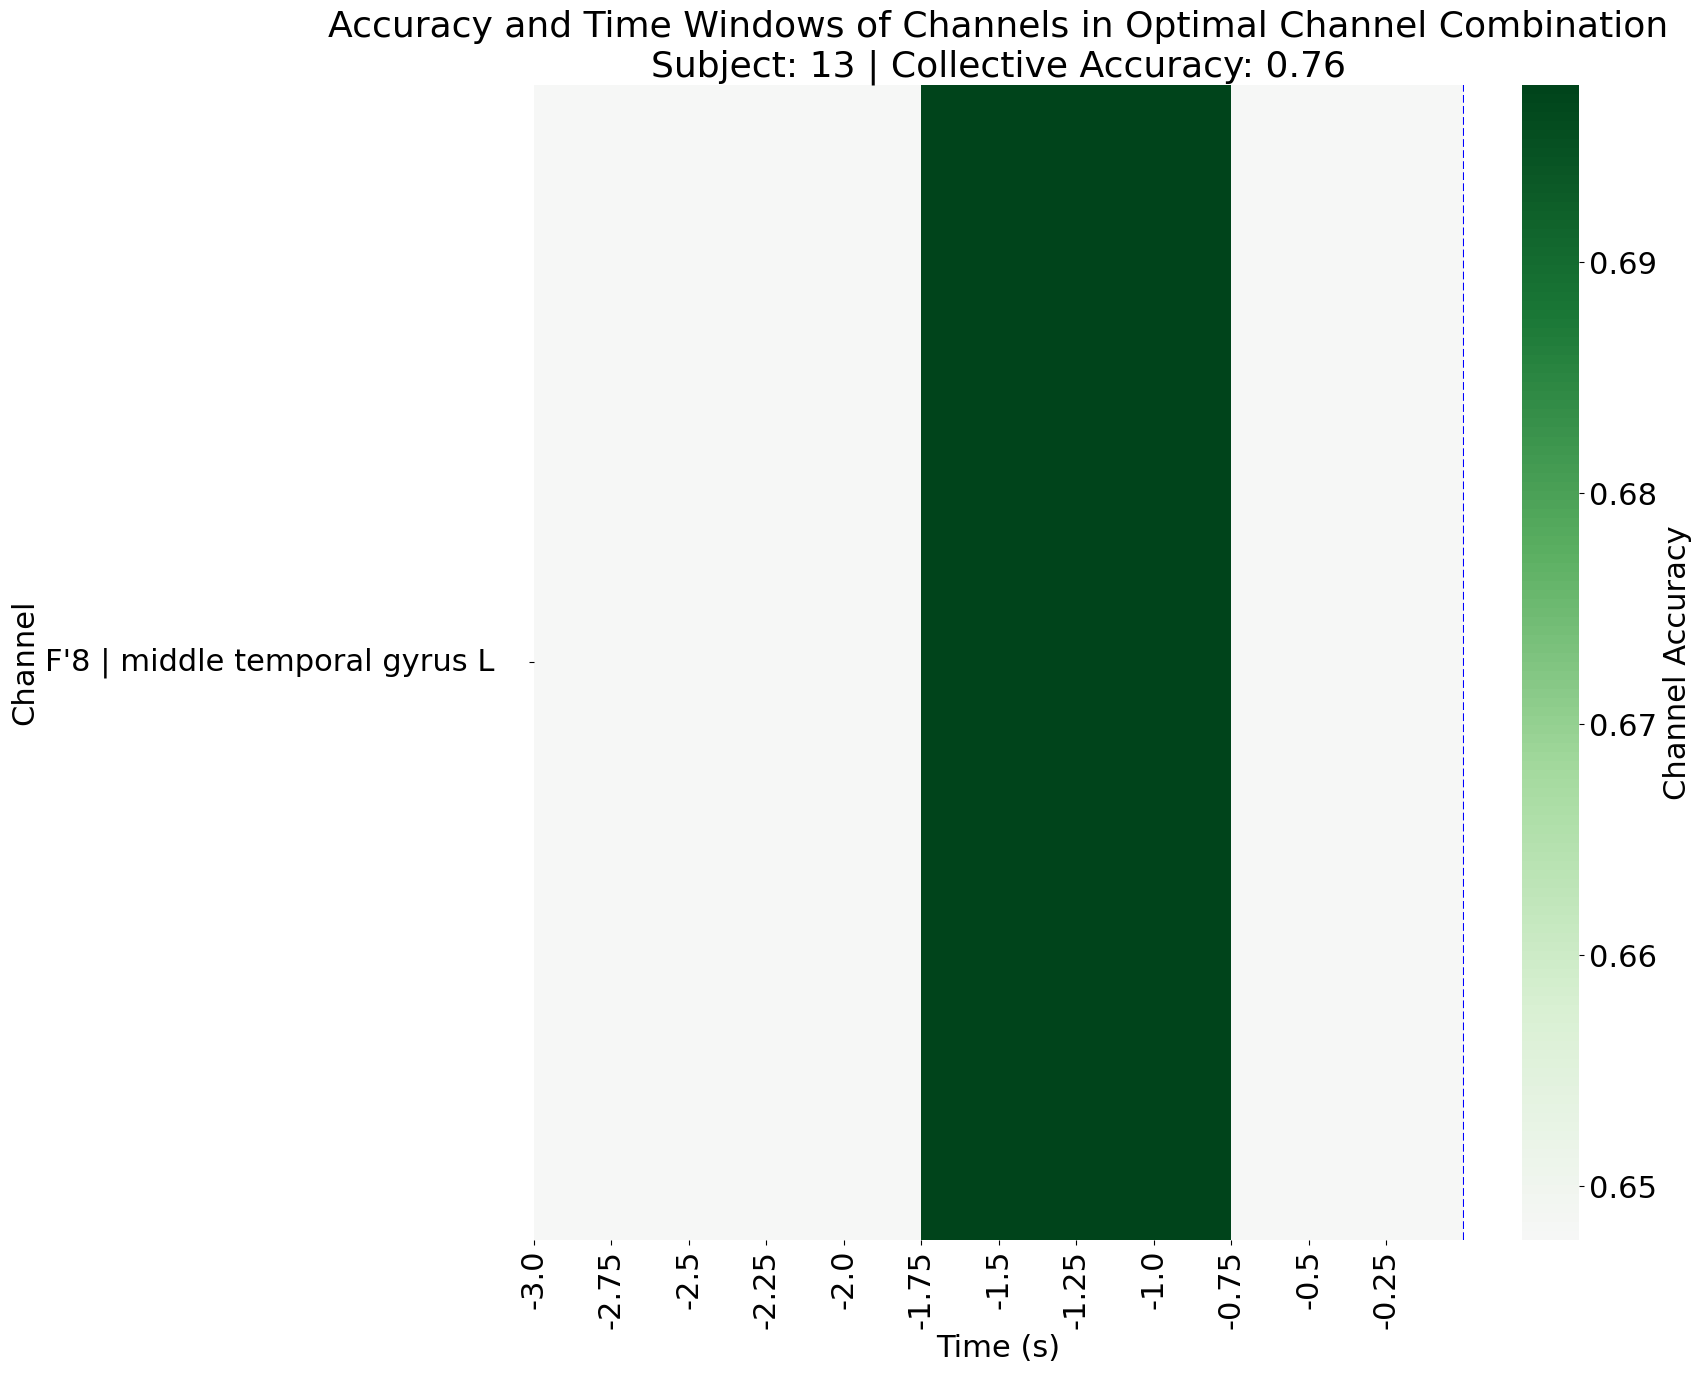 Accuracy and Time Windows of Channels in Optimal Channel Combination
Subject: 13 | Collective Accuracy: 0.76
Channel
F'8 | middle temporal gyrus L
-3.0
-2.75
-2.5
-2.25
-2.0
-1.75
-1.5
-1.25
-1.0
-0.75
-0.5
-0.25
Time (s)
0.69
0.68
0.67
0.66
0.65
Channel Accuracy